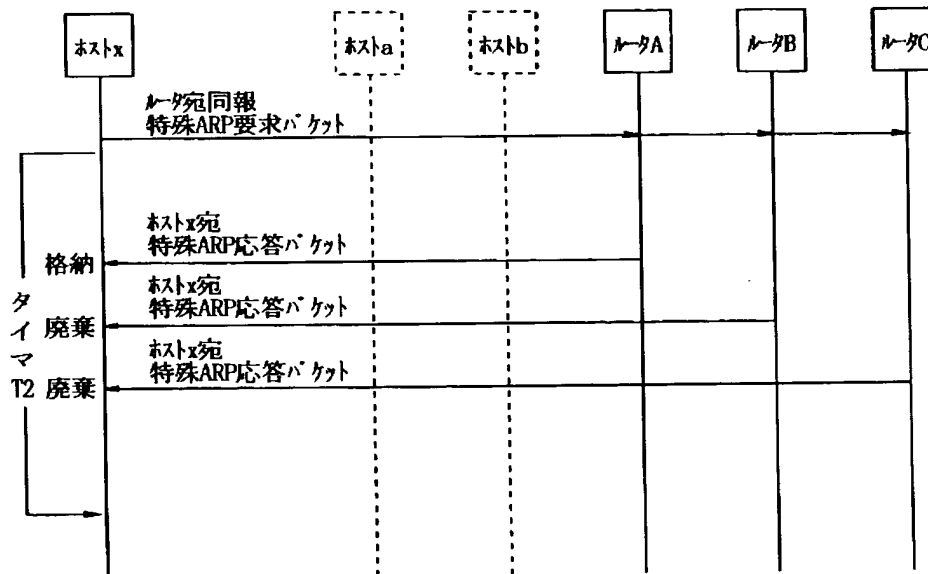 ホストx
ホストa
ホストb
ルータA
ルータB
ルータC
ルータ宛同報
特殊ARP要求パケット
ホストx宛
特殊ARP応答パケット
格納
ホストx宛
特殊ARP応答パケット
廃棄
ホストx宛
特殊ARP応答パケット
廃棄
タイマ
T2